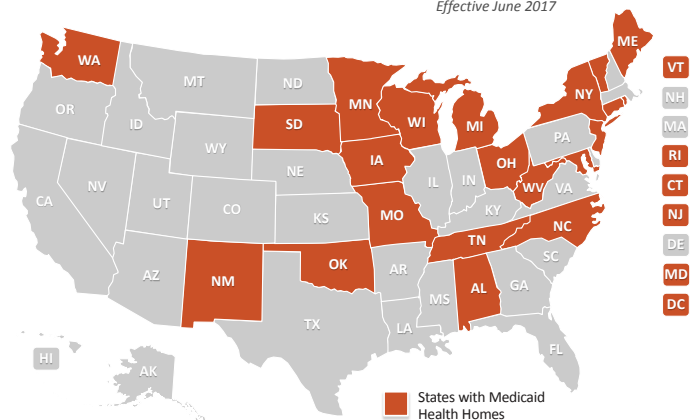 Effective June 2017
WA
MT
ND
MN
ME
VT
OR
ID
SD
WI
MI
NY
NH
WY
MA
NE
IA
PA
RI
NV
UT
CO
IL
IN
OH
CT
CA
KS
MO
KY
WV
VA
NJ
AZ
NM
OK
AR
TN
NC
DE
SC
MD
TX
LA
MS
AL
GA
DC
HI
AK
FL
States with Medicaid
Health Homes